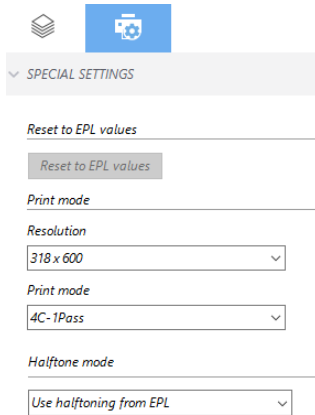 SPECIAL SETTINGS
Reset to EPL values
Reset to EPL values
Print mode
Resolution
318 x 600
Print mode
4C-1Pass
Halftone mode
Use halftoning from EPL